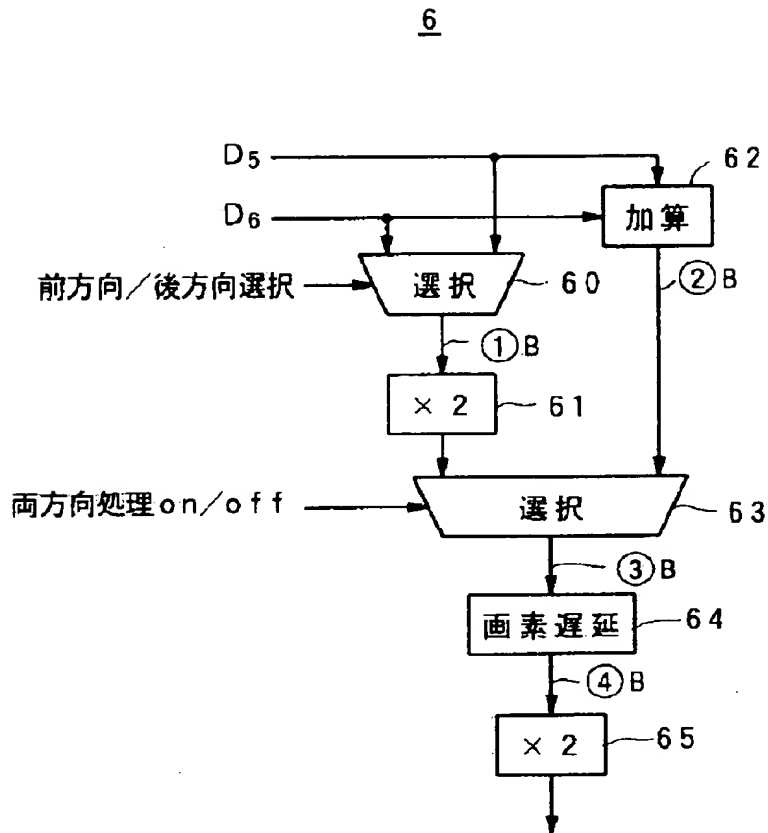 6
D5
62
D6
加算
前方向/後方向選択
選択
60
②B
①B
×2
61
両方向処理on/off
選択
63
③B
画素遅延
64
④B
×2
65